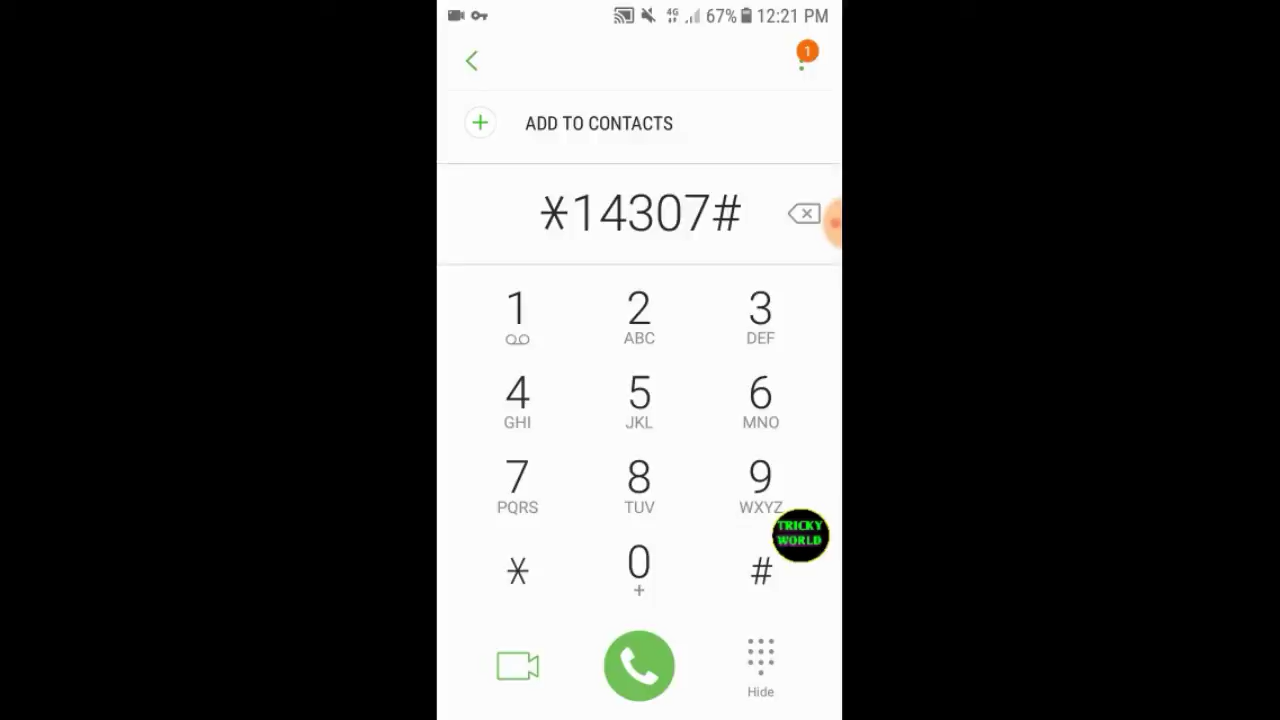 4G 67% 12:21 PM
1
ADD TO CONTACTS
*14307#
1 2 3
ABC DEF
4 5 6
GHI JKL MNO
7 8 9
PQRS TUV WXYZ
TRICKY
WORLD
* 0 #
+
Hide